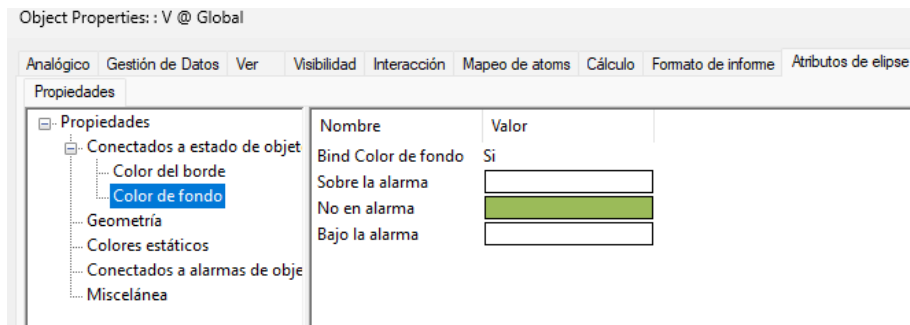 Object Properties: : V @ Global
Analógico Gestión de Datos Ver Visibilidad Interacción Mapeo de atoms Cálculo Formato de informe Atributos de elipse
Propiedades
Propiedades
Conectados a estado de objet
Color del borde
Color de fondo
Geometría
Colores estáticos
Conectados a alarmas de obje
Miscelánea
Nombre Valor
Bind Color de fondo Si
Sobre la alarma
No en alarma
Bajo la alarma